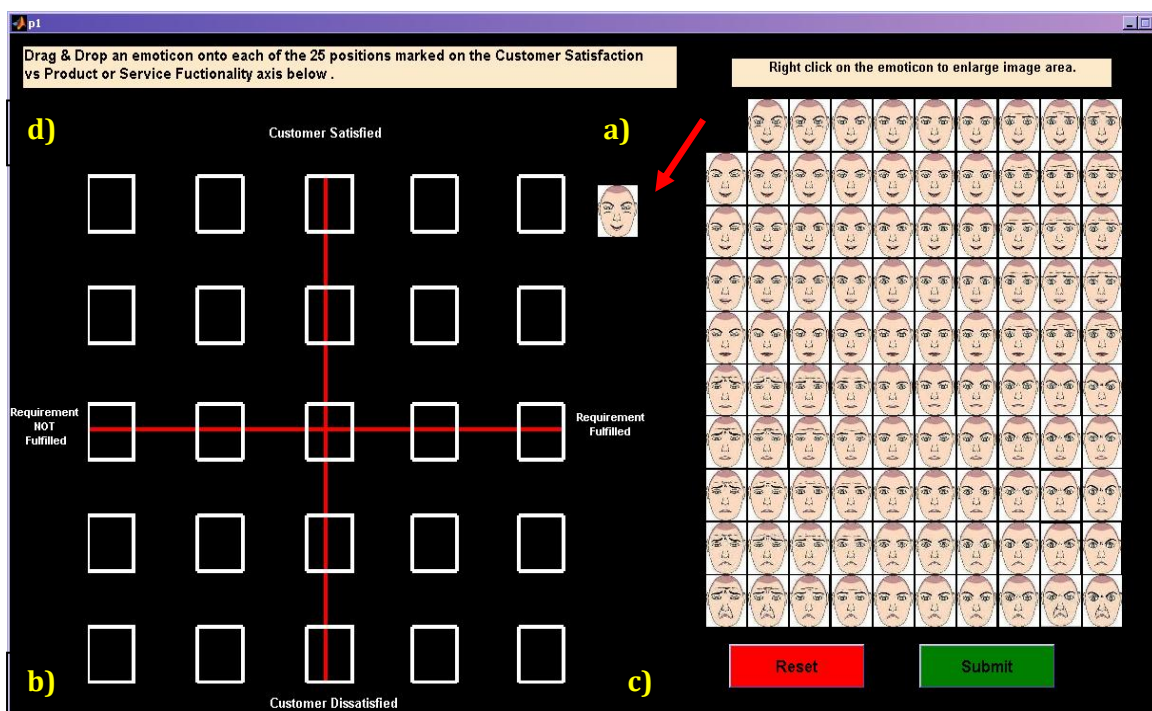 p1
Drag & Drop an emoticon onto each of the 25 positions marked on the Customer Satisfaction
vs Product or Service Fuctionality axis below .
Right click on the emoticon to enlarge image area.
d)
Customer Satisfied
a)
Requirement
NOT
Fulfilled
Requirement
Fulfilled
b)
Customer Dissatisfied
c)
Reset
Submit